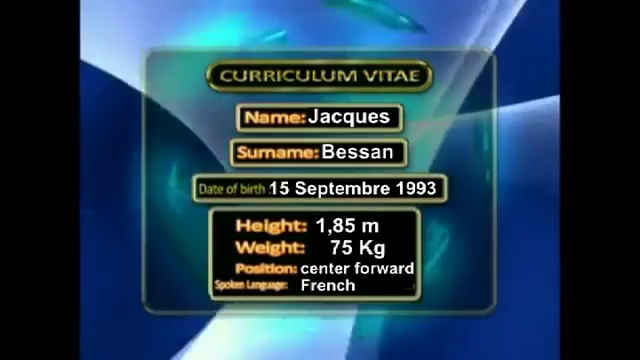 CURRICULUM VITAE
Name: Jacques
Surname: Bessan
Date of birth : 15 Septembre 1993
Height: 1,85 m
Weight: 75 Kg
Position: center forward
Spoken Language: French